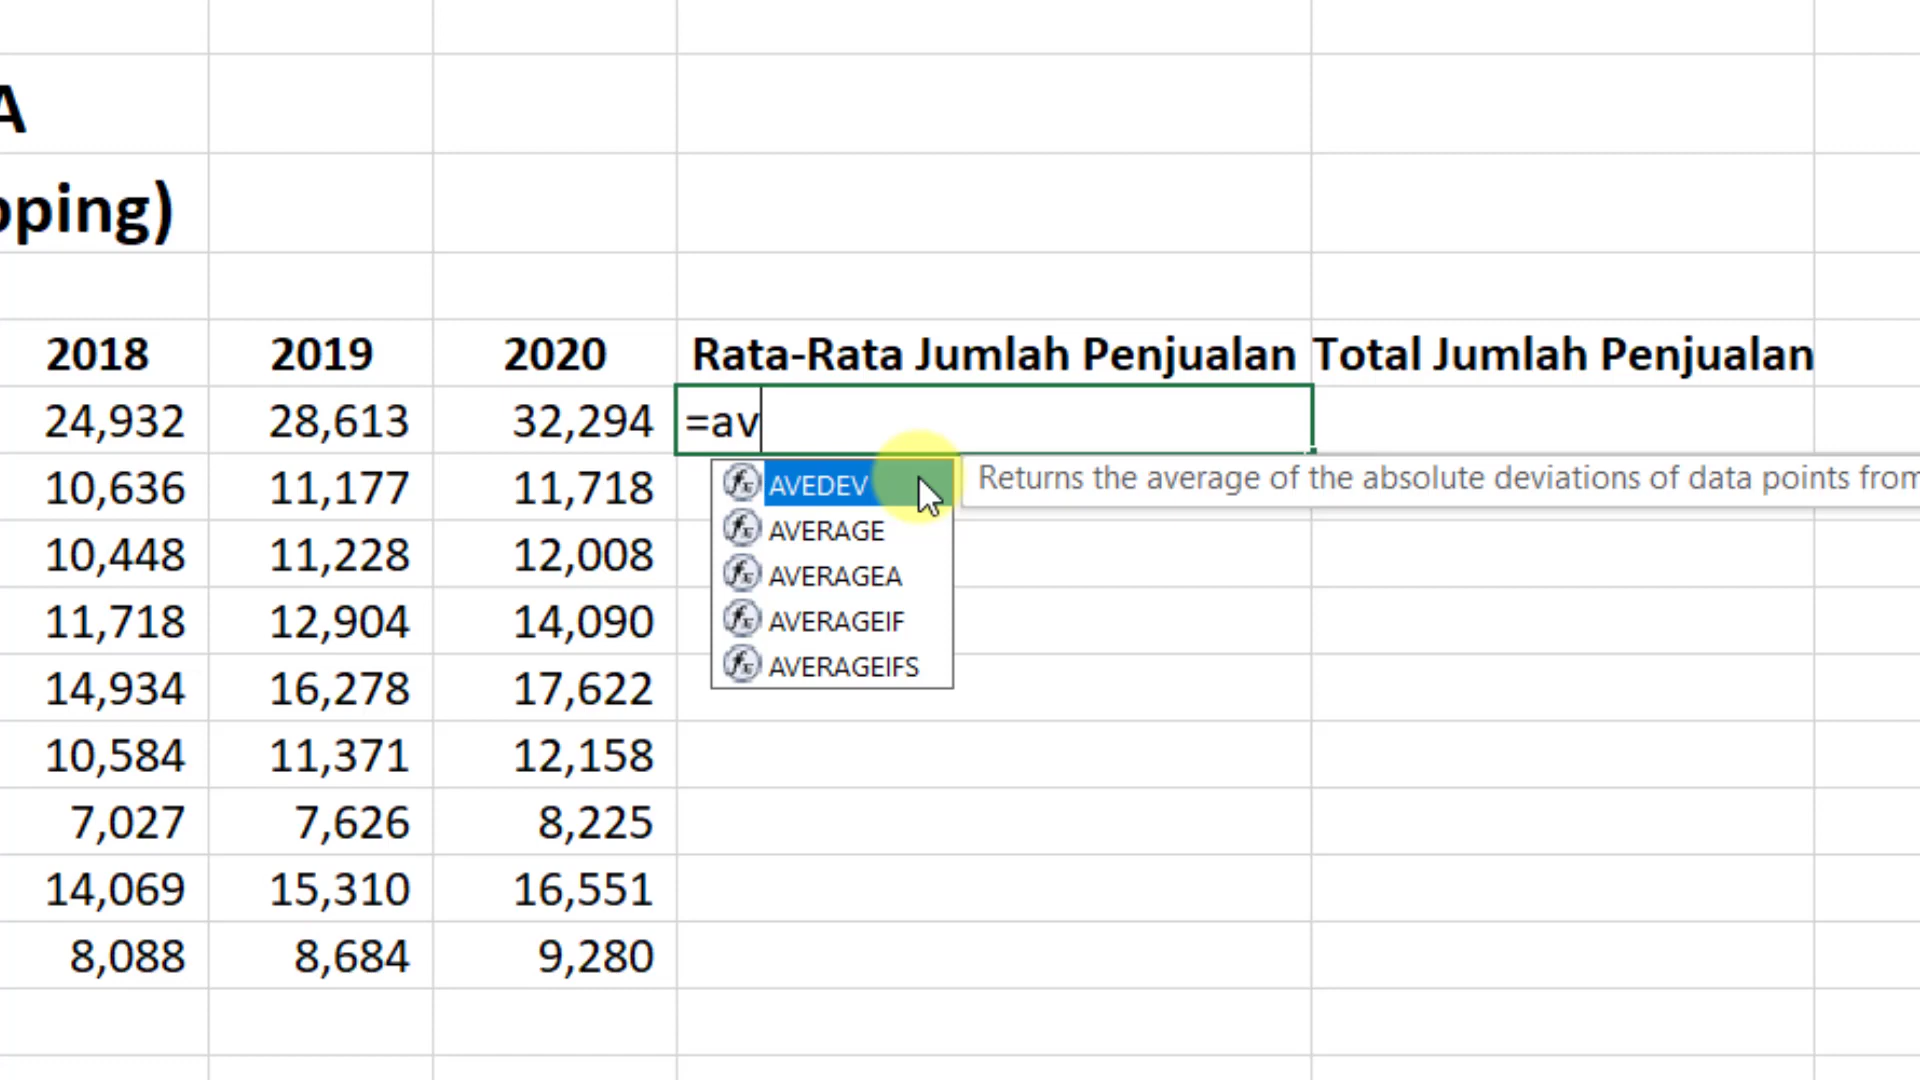 A
pping)
2018 2019 2020 Rata-Rata Jumlah Penjualan Total Jumlah Penjualan
24,932 28,613 32,294 =av
10,636 11,177 11,718 AVEDEV Returns the average of the absolute deviations of data points from
10,448 11,228 12,008 AVERAGE
AVERAGEA
11,718 12,904 14,090 AVERAGEIF
14,934 16,278 17,622 AVERAGEIFS
10,584 11,371 12,158
7,027 7,626 8,225
14,069 15,310 16,551
8,088 8,684 9,280